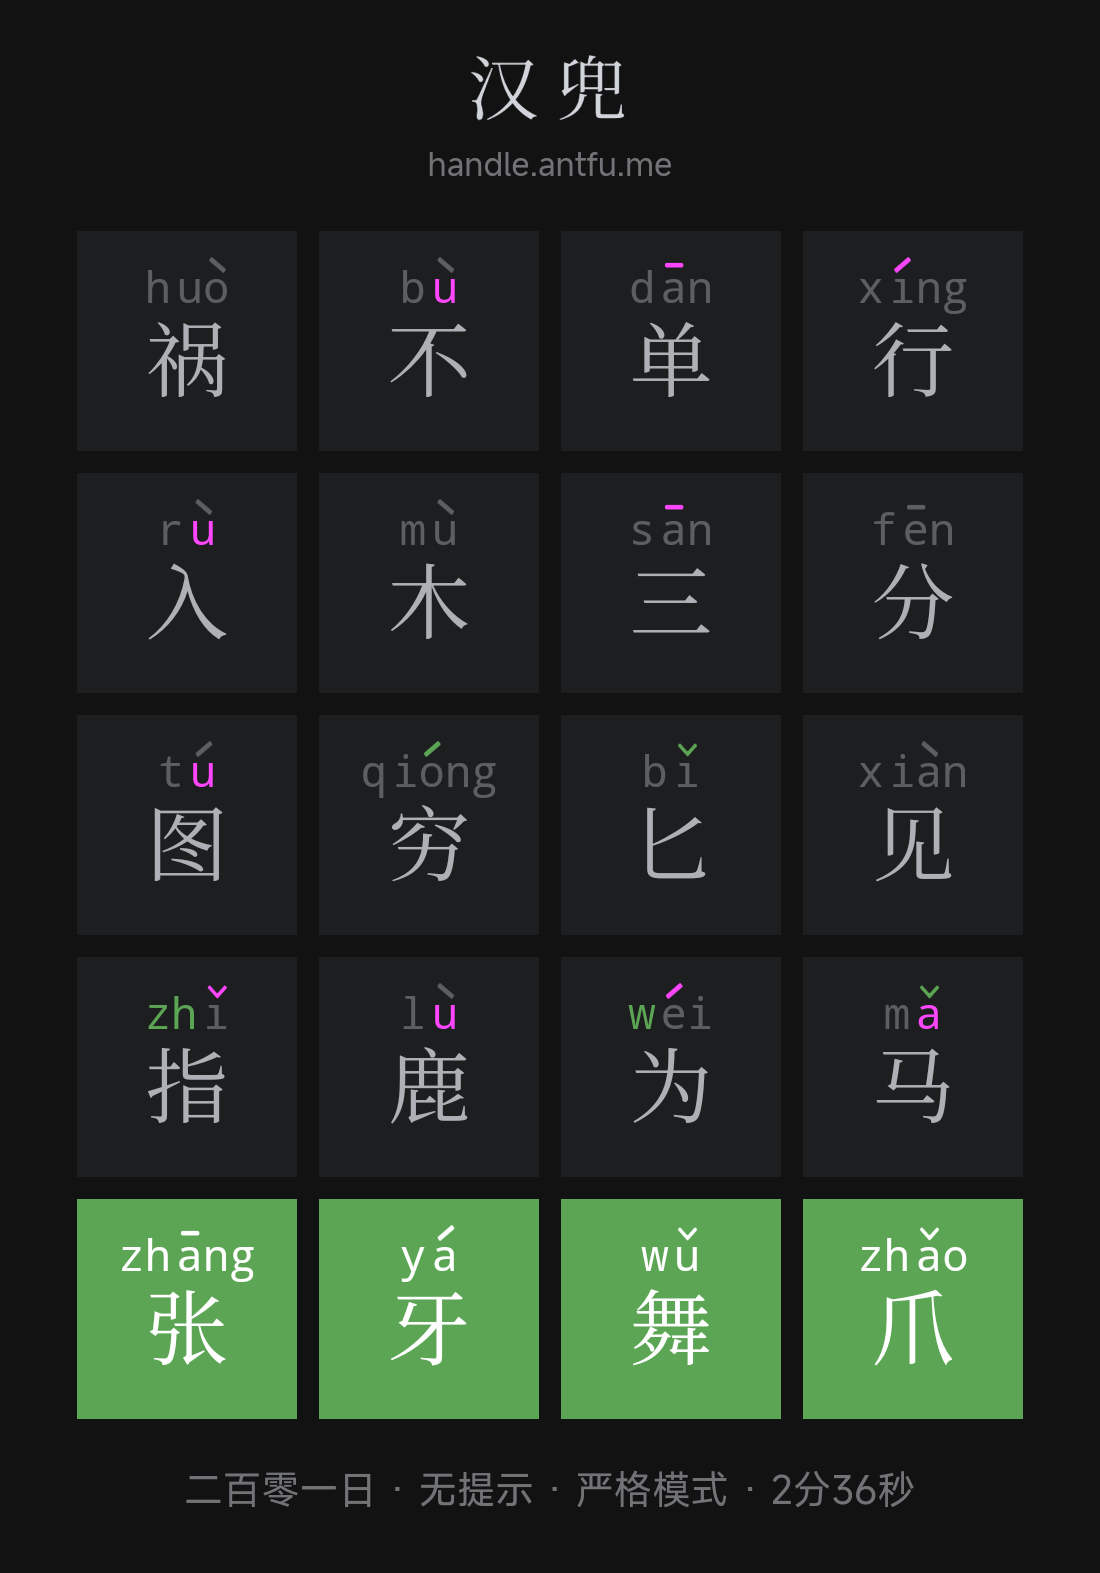 汉兜
handle.antfu.me
huò bù dān xíng
祸 不 单 行
rù mù sān fēn
入 木 三 分
tú qióng bǐ xiàn
图 穷 匕 见
zhǐ lù wéi mǎ
指 鹿 为 马
zhāng yá wǔ zhǎo
张 牙 舞 爪
二百零一日 · 无提示 · 严格模式 · 2分36秒